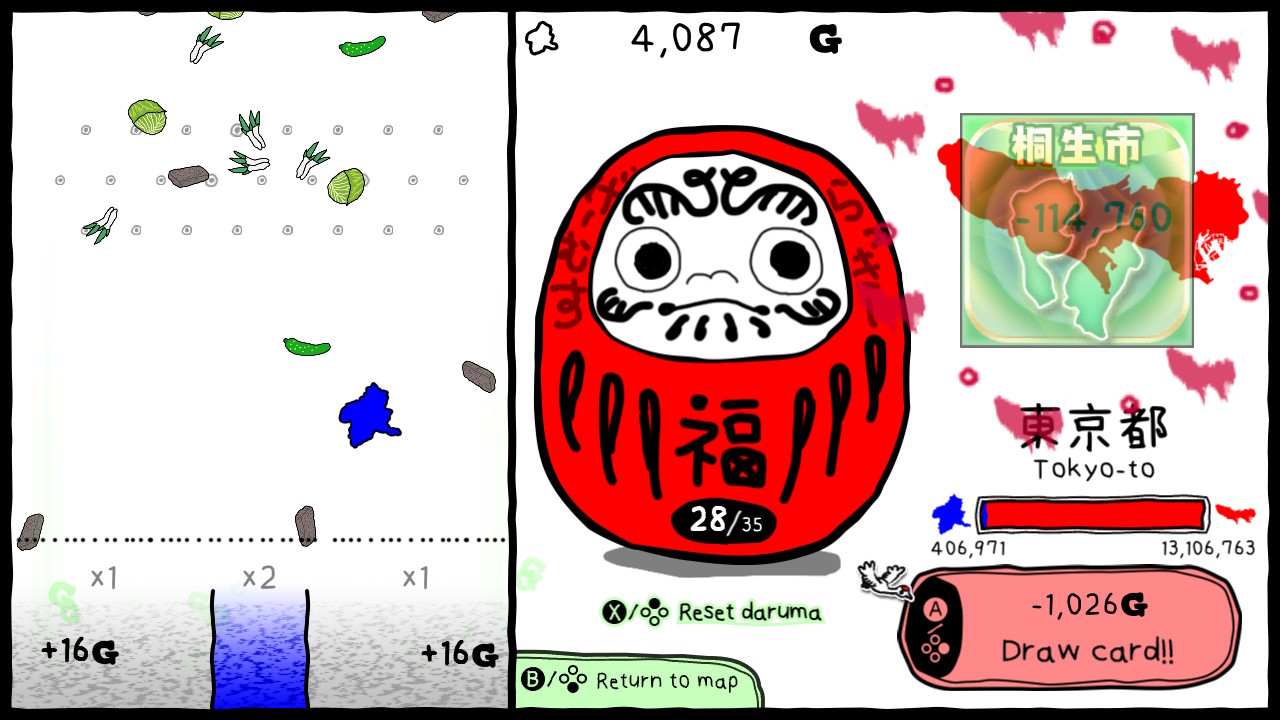 x1
x2
x1
+16G
+16G
4,087 G
福
28/35
X/ Reset daruma
B/ Return to map
桐生市
-114,760
東京都
Tokyo-to
406,971
13,106,763
A/
-1,026G
Draw card!!